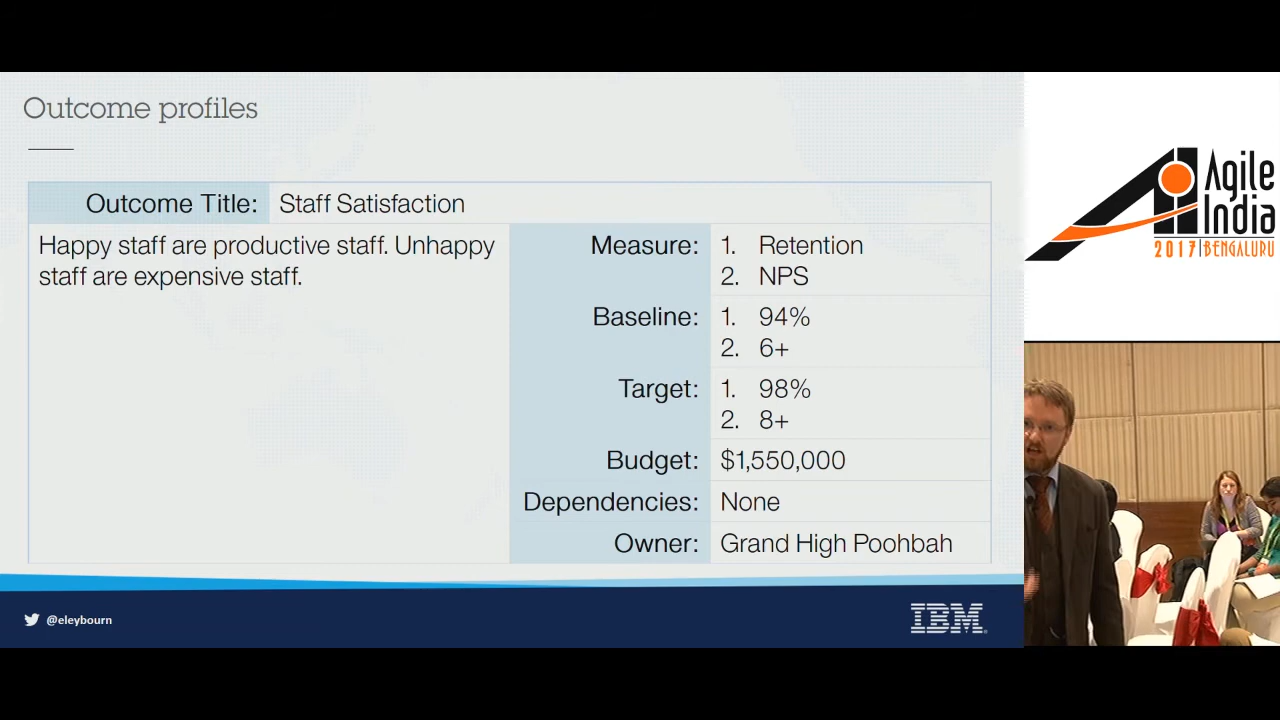 Outcome profiles
Outcome Title: Staff Satisfaction
Happy staff are productive staff. Unhappy
staff are expensive staff.
Measure: 1. Retention
2. NPS
Baseline: 1. 94%
2. 6+
Target: 1. 98%
2. 8+
Budget: $1,550,000
Dependencies: None
Owner: Grand High Poohbah
@eleybourn
IBM
Agile
India
2017 | BENGALURU